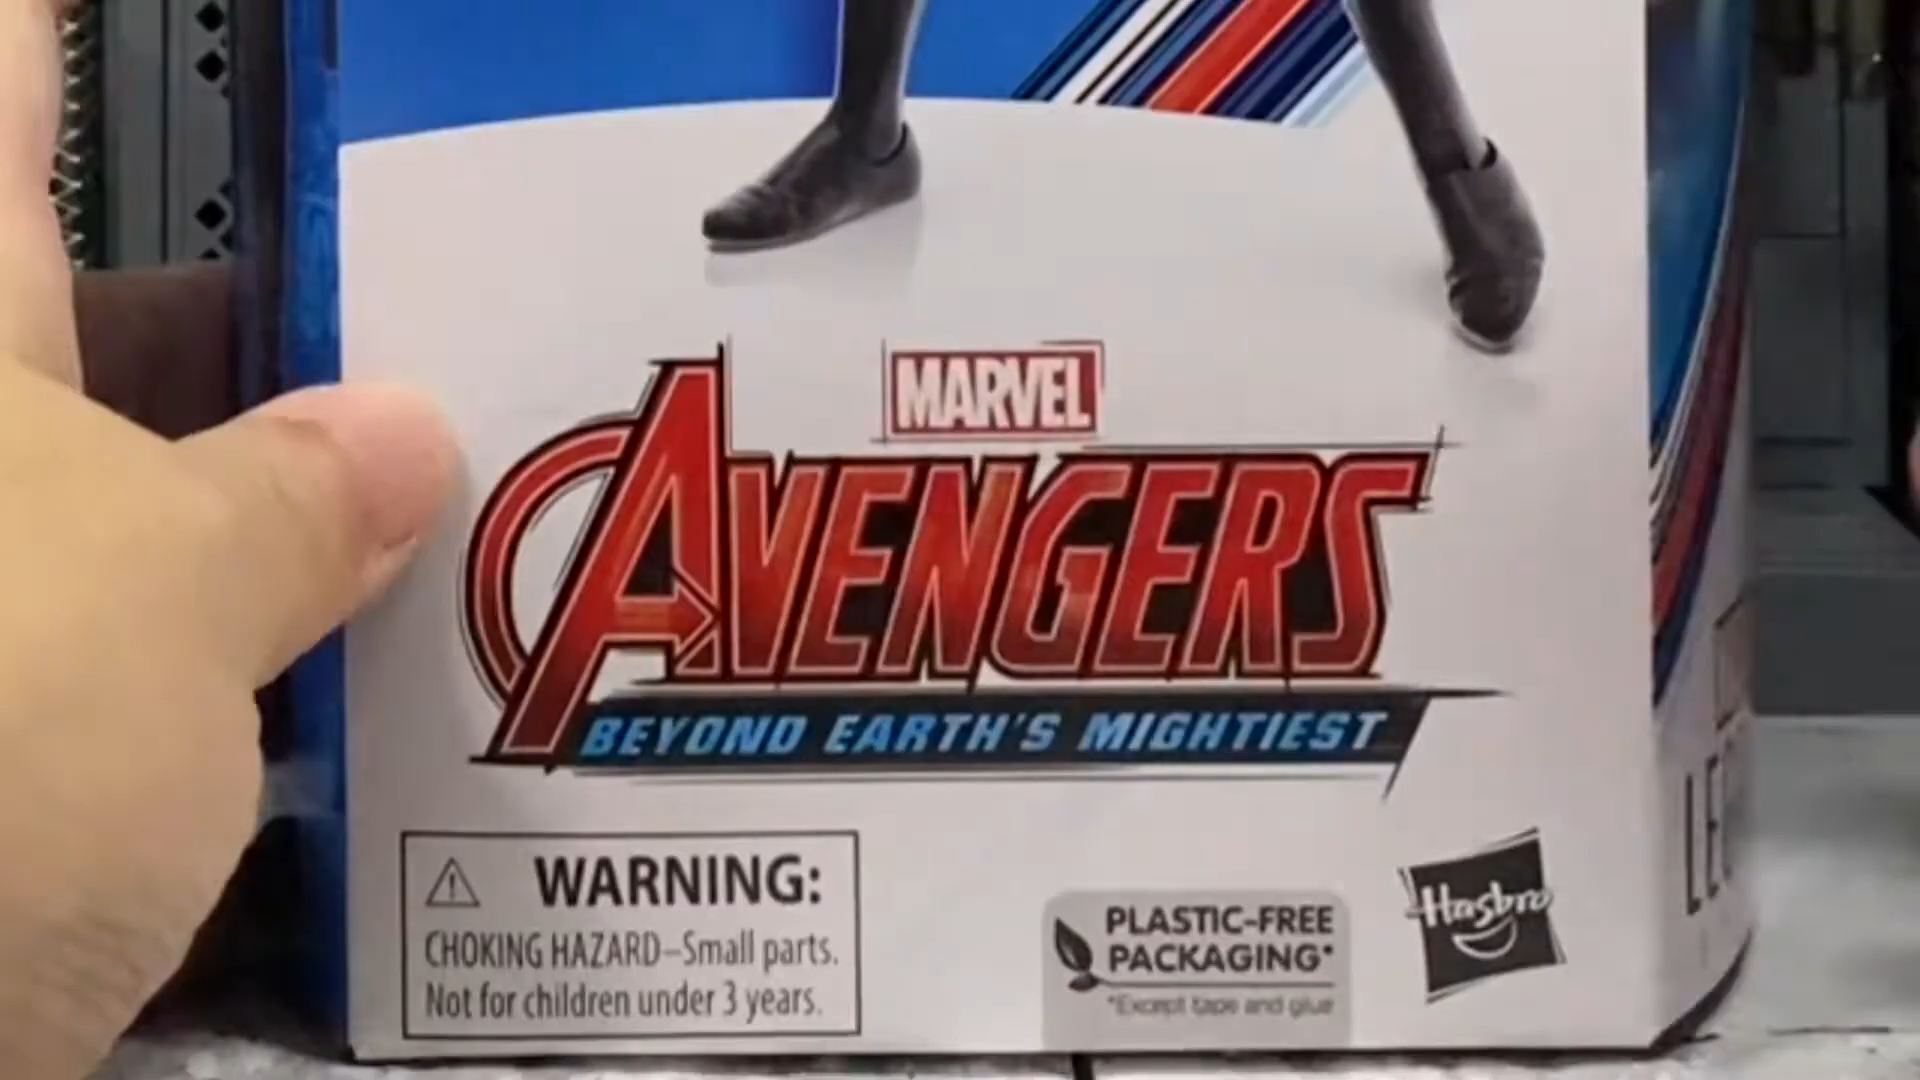 MARVEL
AVENGERS
BEYOND EARTH'S MIGHTIEST
WARNING:
CHOKING HAZARD–Small parts.
Not for children under 3 years.
PLASTIC-FREE
PACKAGING*
*Except tape and glue
Hasbro